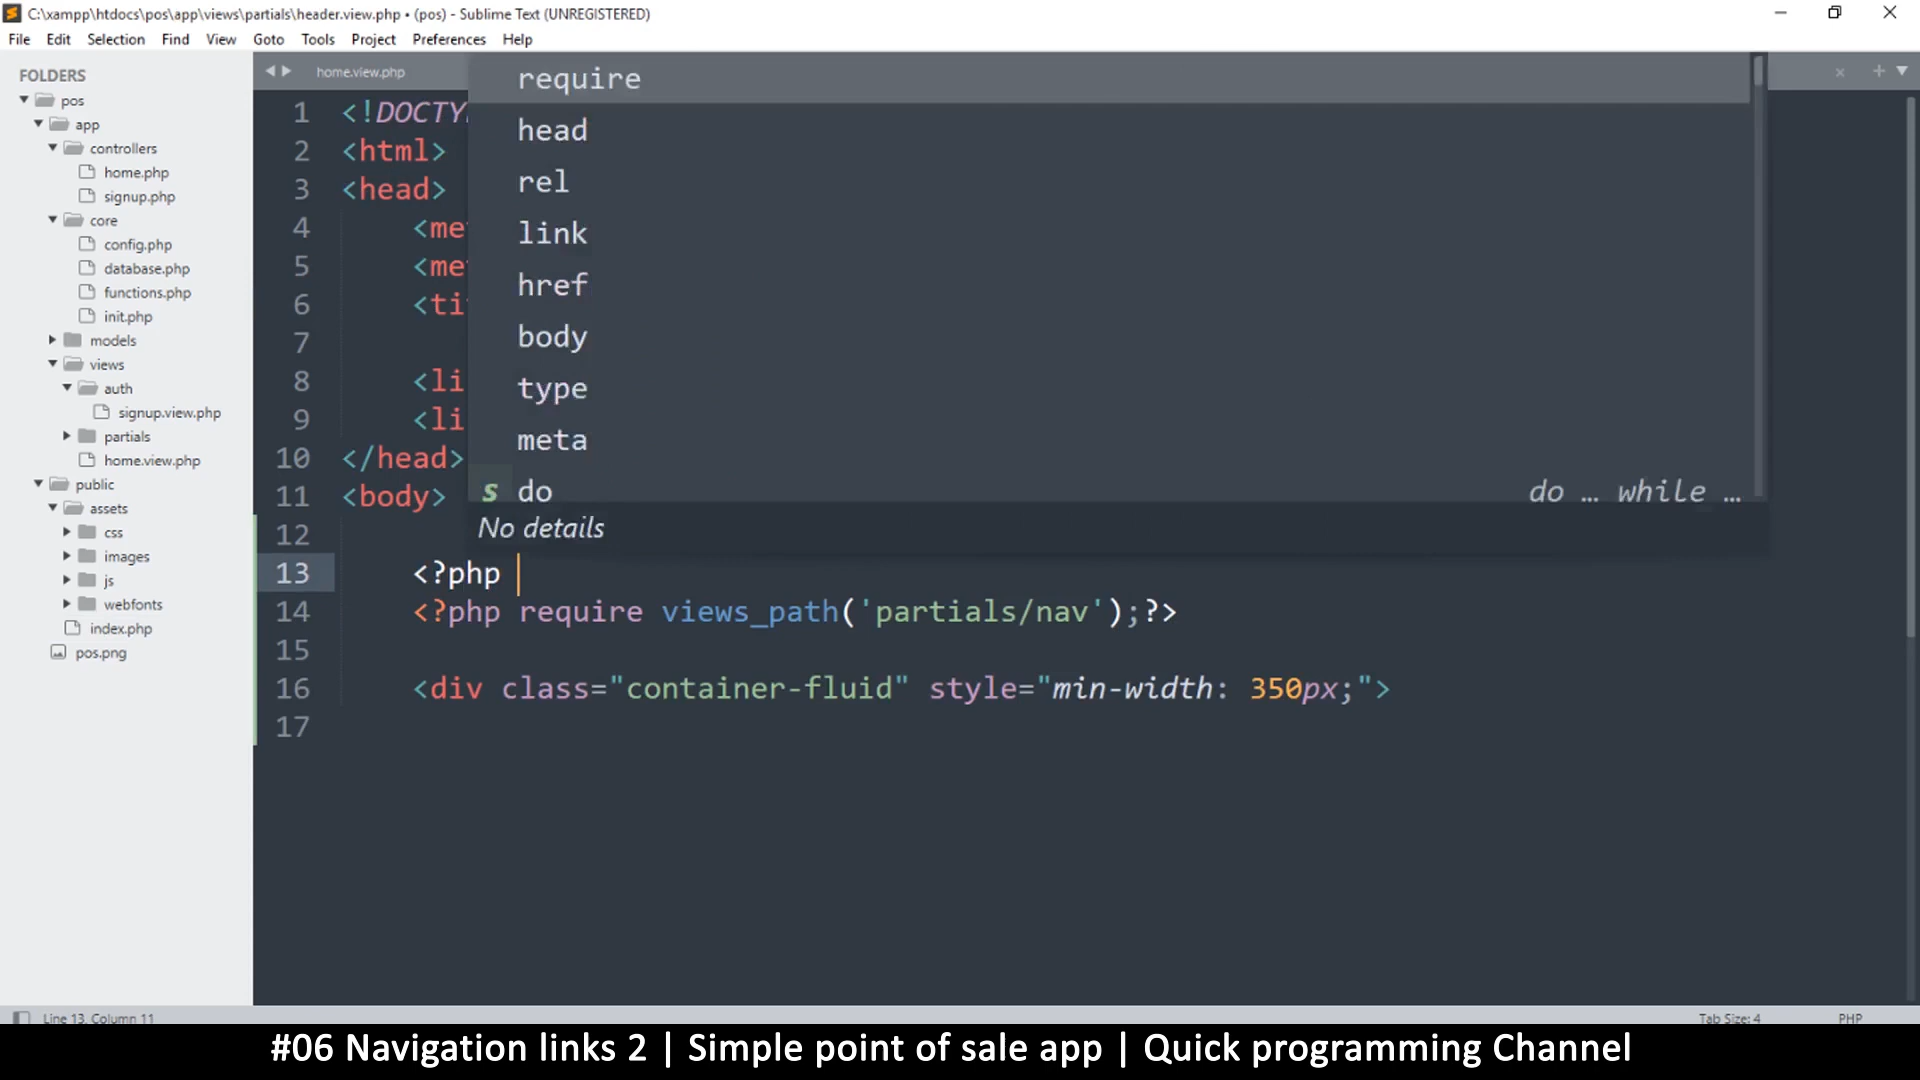 C:\xampp\htdocs\pos\app\views\partials\header.view.php • (pos) - Sublime Text (UNREGISTERED)
File Edit Selection Find View Goto Tools Project Preferences Help
FOLDERS
pos
app
controllers
home.php
signup.php
core
config.php
database.php
functions.php
init.php
models
views
auth
signup.view.php
partials
home.view.php
public
assets
css
images
js
webfonts
index.php
pos.png
home.view.php
require
head
rel
link
href
body
type
meta
s do do … while …
No details
1 <!DOCTY
2 <html>
3 <head>
4 <me
5 <me
6 <ti
7
8 <li
9 <li
10 </head>
11 <body>
12
13 <?php
14 <?php require views_path('partials/nav');?>
15
16 <div class="container-fluid" style="min-width: 350px;">
17
Line 13, Column 11 Tab Size: 4 PHP
#06 Navigation links 2 | Simple point of sale app | Quick programming Channel